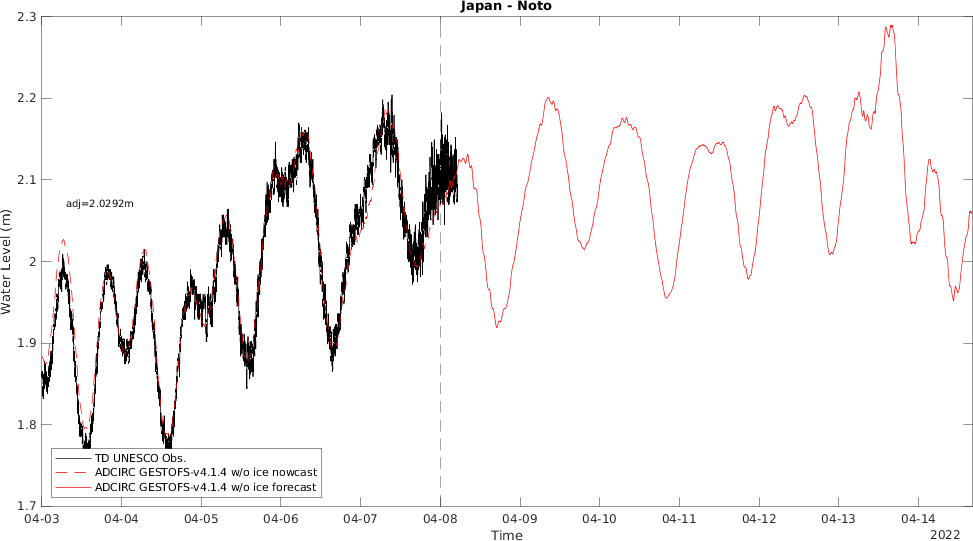 Japan - Noto
2.3
2.2
2.1
2
1.9
1.8
1.7
Water Level (m)
adj=2.0292m
TD UNESCO Obs.
ADCIRC GESTOFS-v4.1.4 w/o ice nowcast
ADCIRC GESTOFS-v4.1.4 w/o ice forecast
04-03 04-04 04-05 04-06 04-07 04-08 04-09 04-10 04-11 04-12 04-13 04-14
Time
2022